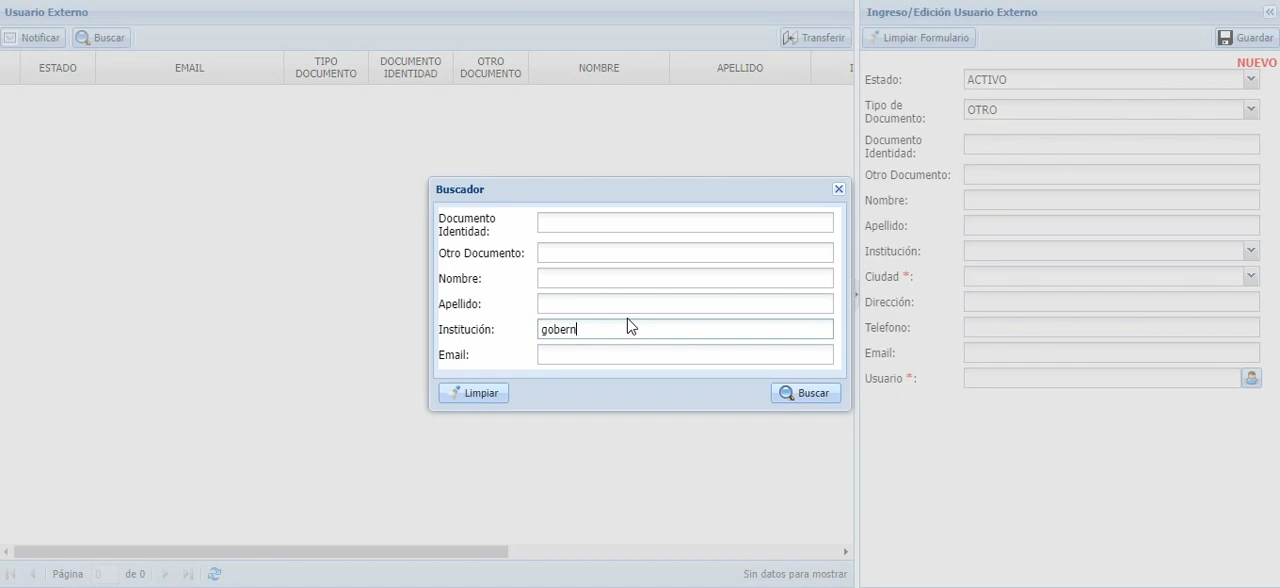 Usuario Externo
Notificar Buscar Transferir
ESTADO EMAIL TIPO DOCUMENTO DOCUMENTO IDENTIDAD OTRO DOCUMENTO NOMBRE APELLIDO I
Buscador
Documento
Identidad:
Otro Documento:
Nombre:
Apellido:
Institución: gobern
Email:
Limpiar Buscar
Página 0 de 0 Sin datos para mostrar
Ingreso/Edición Usuario Externo
Limpiar Formulario Guardar
NUEVO
Estado: ACTIVO
Tipo de
Documento: OTRO
Documento
Identidad:
Otro Documento:
Nombre:
Apellido:
Institución:
Ciudad *:
Dirección:
Telefono:
Email:
Usuario *: